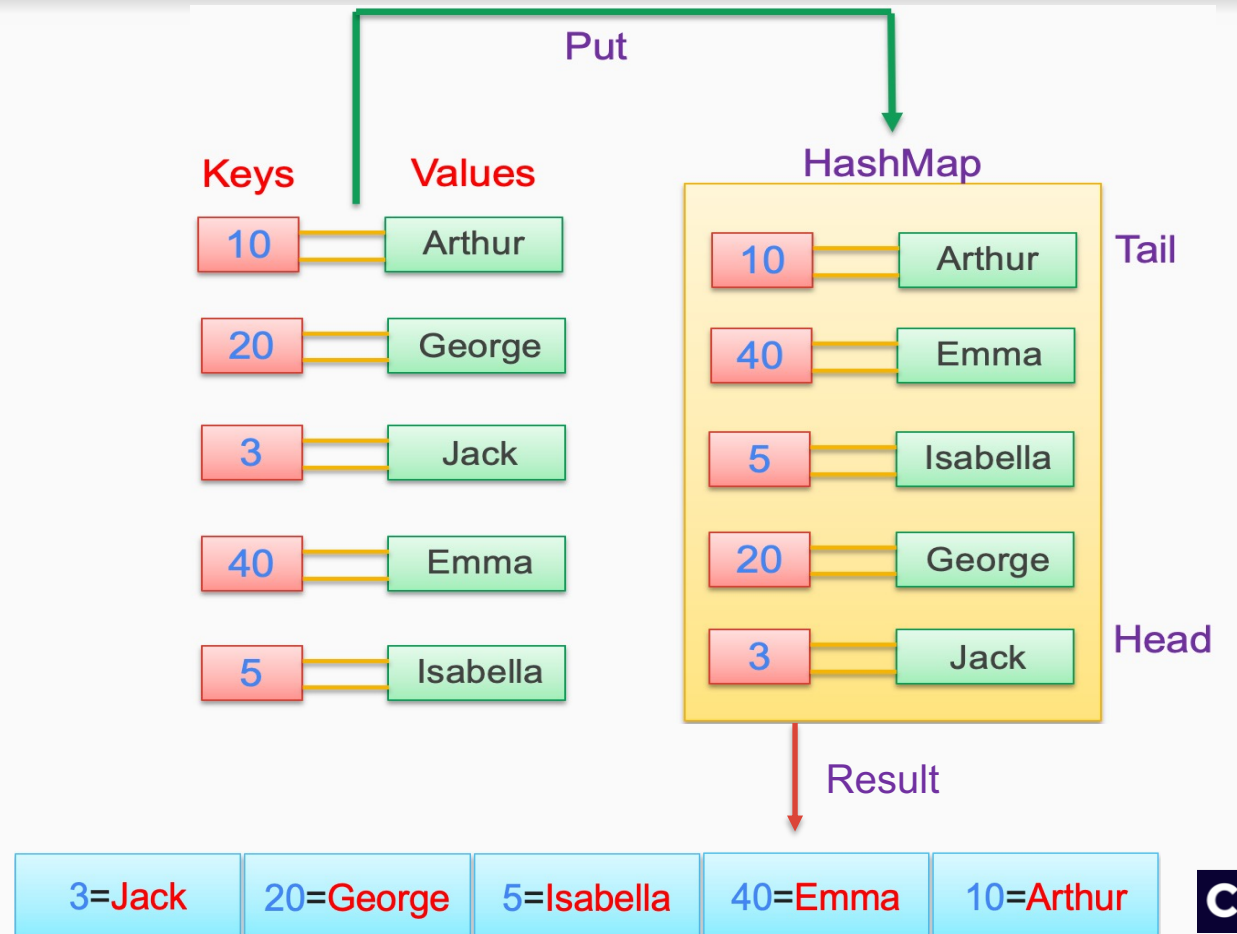 Put
Keys Values
10 Arthur
20 George
3 Jack
40 Emma
5 Isabella
HashMap
10 Arthur Tail
40 Emma
5 Isabella
20 George
3 Jack Head
Result
3=Jack 20=George 5=Isabella 40=Emma 10=Arthur
C